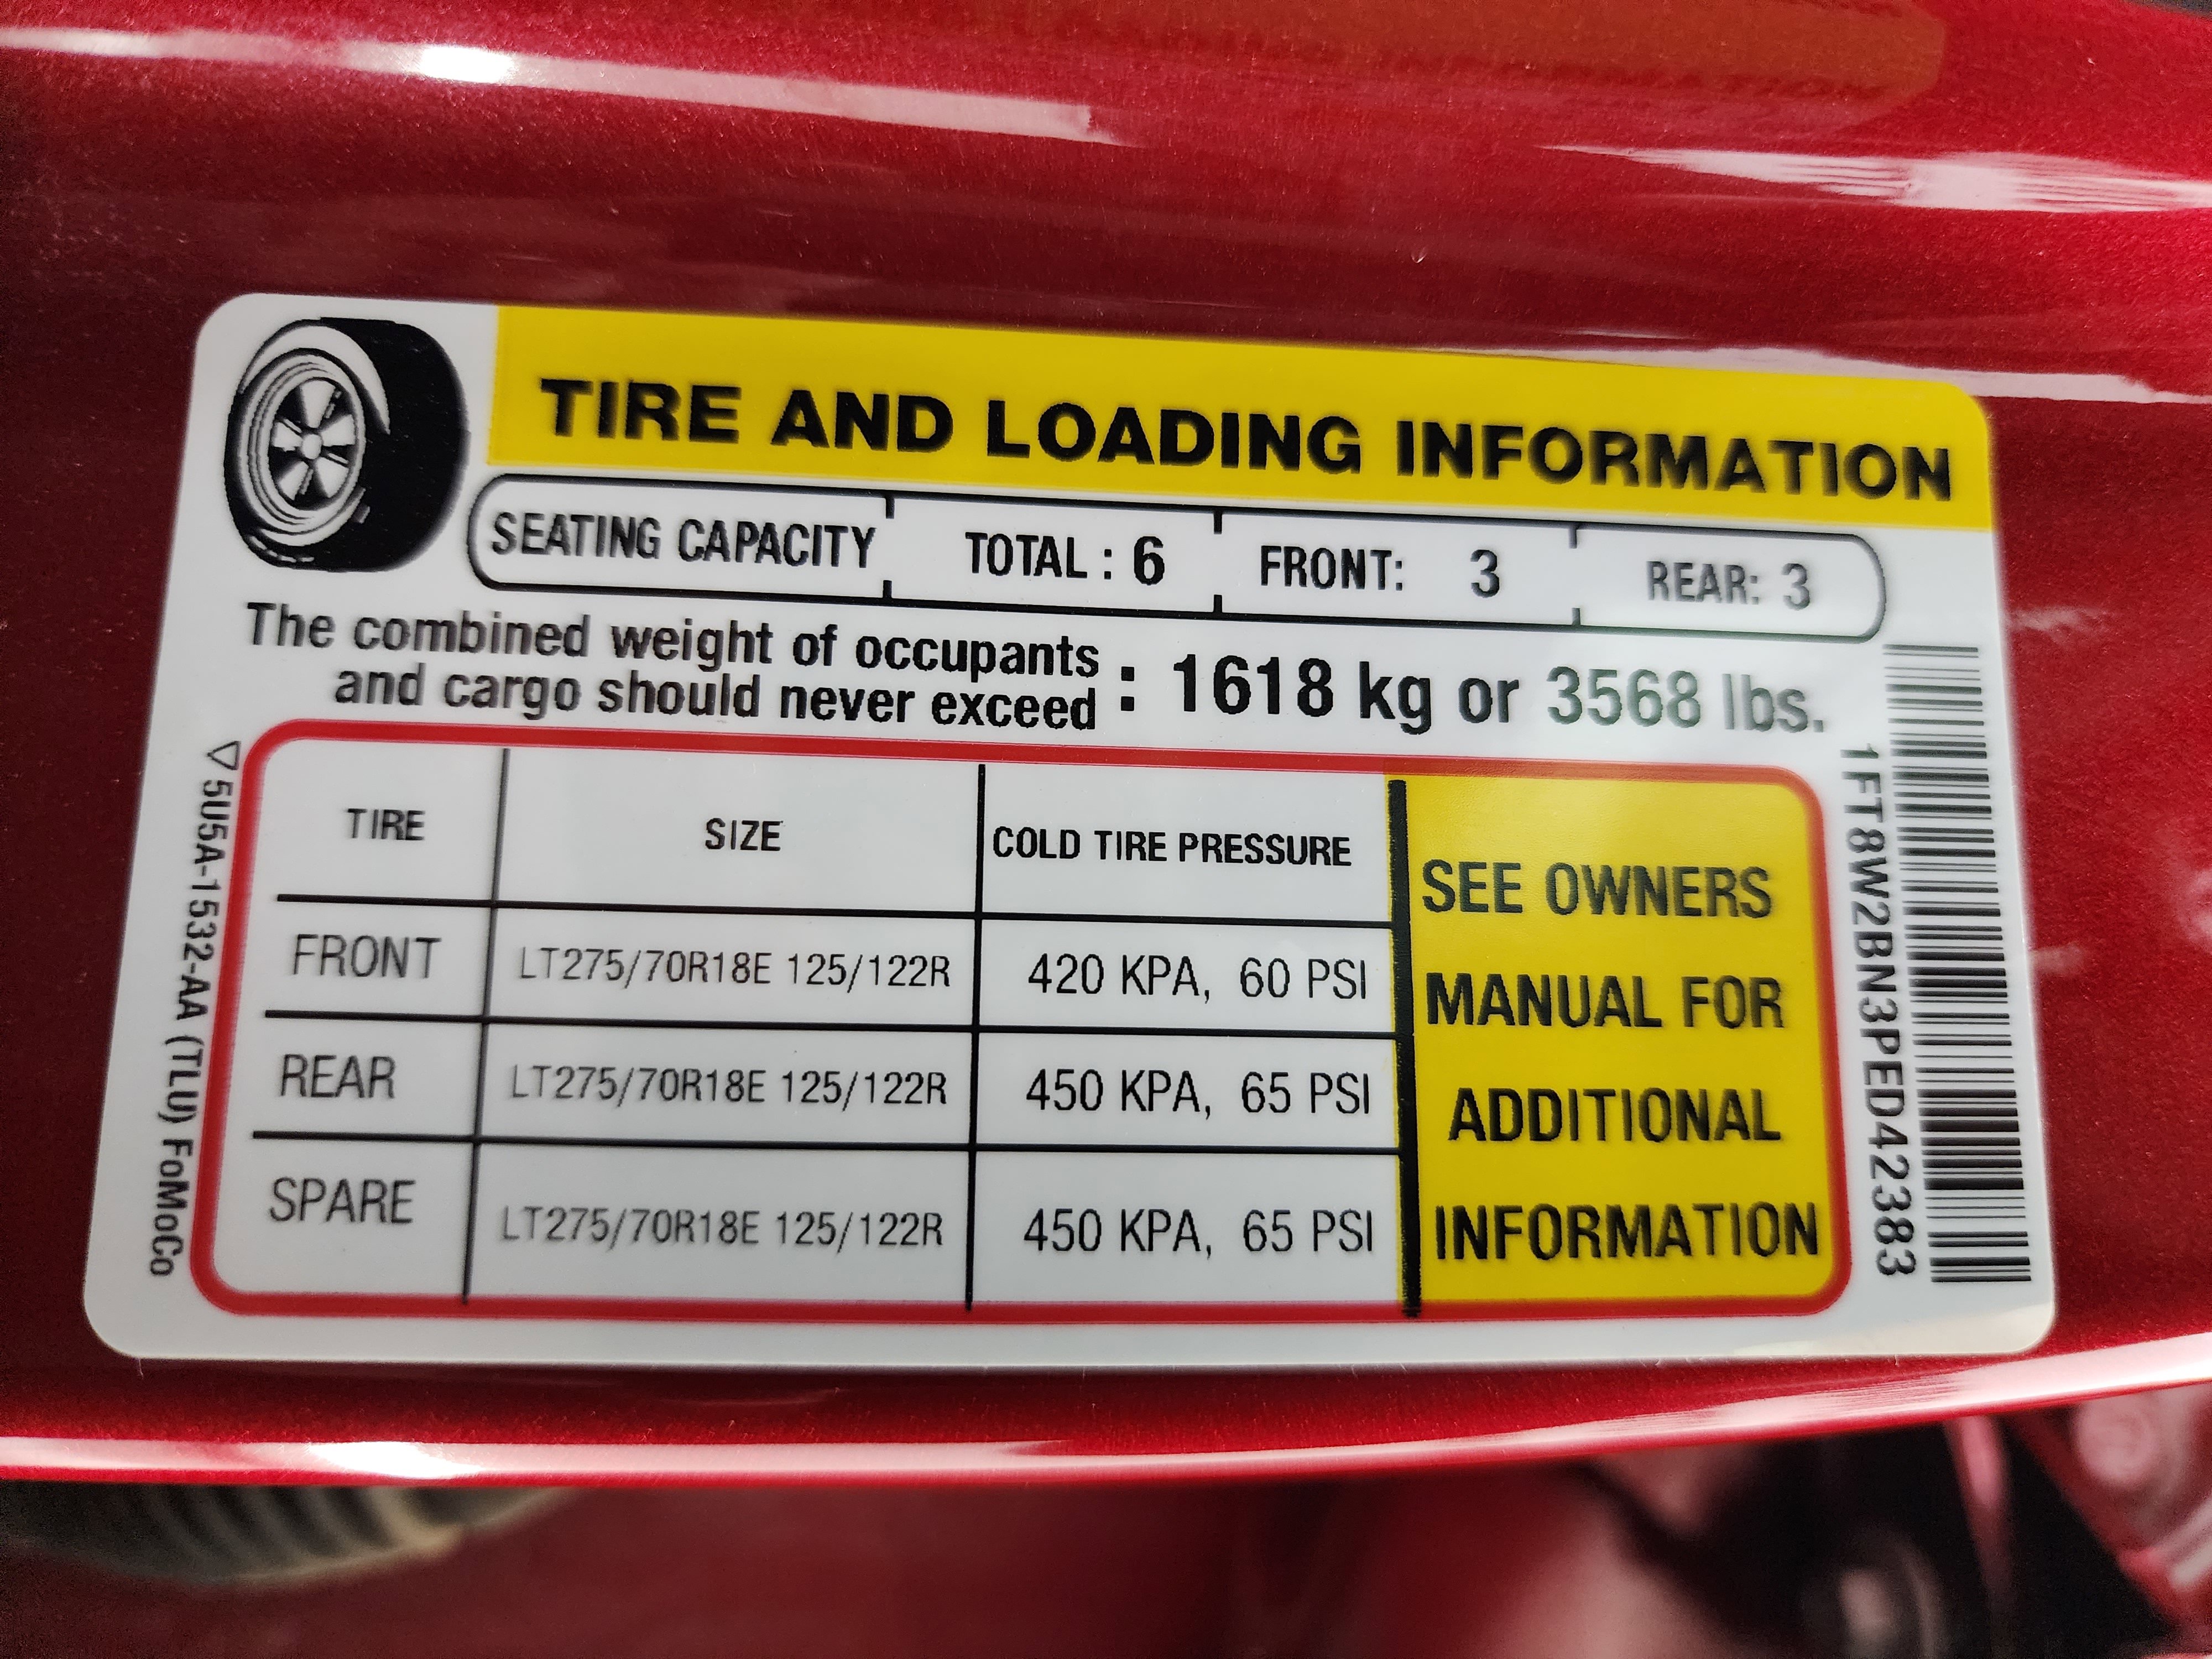 TIRE AND LOADING INFORMATION
SEATING CAPACITY TOTAL : 6 FRONT: 3 REAR: 3
The combined weight of occupants
and cargo should never exceed : 1618 kg or 3568 lbs.
TIRE SIZE COLD TIRE PRESSURE
FRONT LT275/70R18E 125/122R 420 KPA, 60 PSI
REAR LT275/70R18E 125/122R 450 KPA, 65 PSI
SPARE LT275/70R18E 125/122R 450 KPA, 65 PSI
SEE OWNERS
MANUAL FOR
ADDITIONAL
INFORMATION
5U5A-1532-AA (TLU) FoMoCo
1FT8W2BN3PED42383